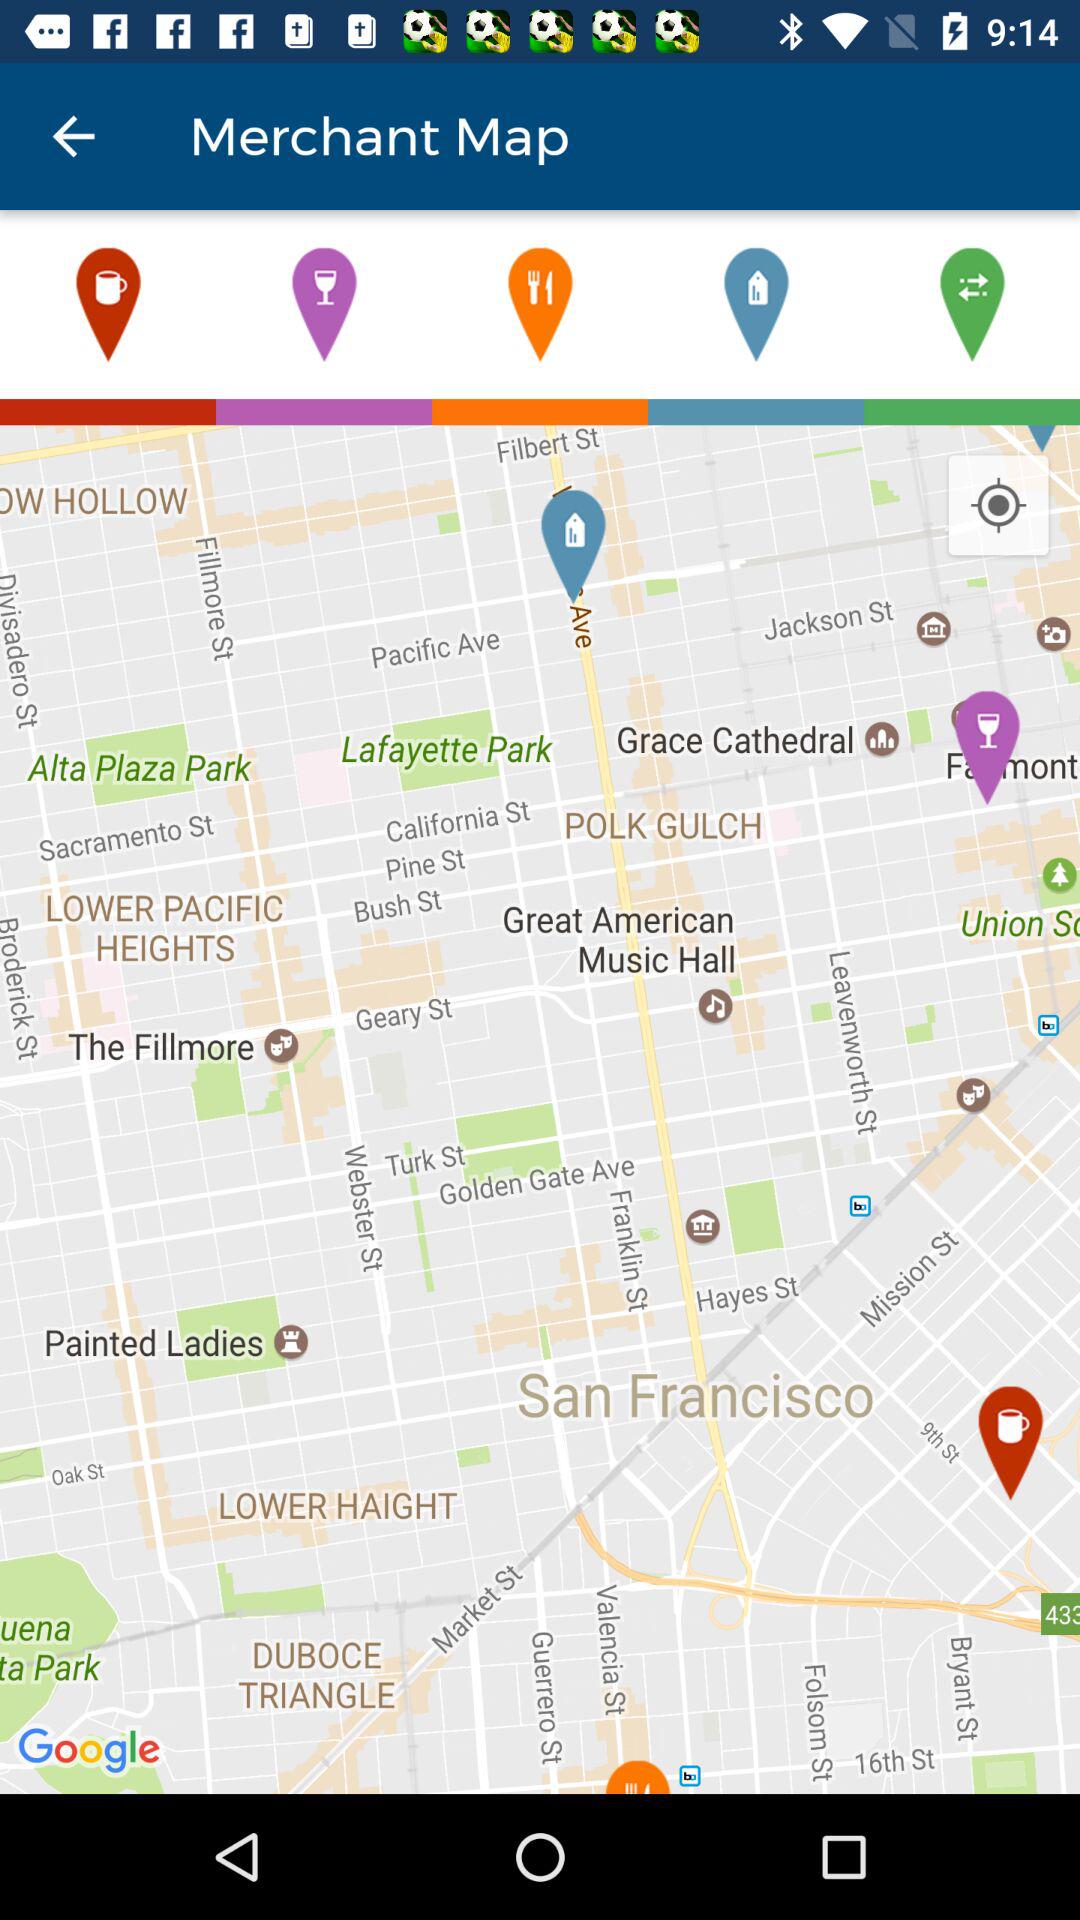 9:14
Merchant Map
Filbert St
OW HOLLOW
Fillmore St
Divisadero St
Ave
Jackson St
Pacific Ave
Grace Cathedral
Lafayette Park
Alta Plaza Park
California St
Sacramento St
POLK GULCH
Pine St
Bush St
LOWER PACIFIC
HEIGHTS
Great American
Music Hall
Union Sq
Broderick St
Leavenworth St
Geary St
The Fillmore
Turk St
Golden Gate Ave
Webster St
Franklin St
Hayes St
Mission St
Painted Ladies
San Francisco
9th St
Oak St
LOWER HAIGHT
Market St
Valencia St
433
uena
ta Park
DUBOCE
TRIANGLE
Guerrero St
Folsom St
Bryant St
16th St
Google